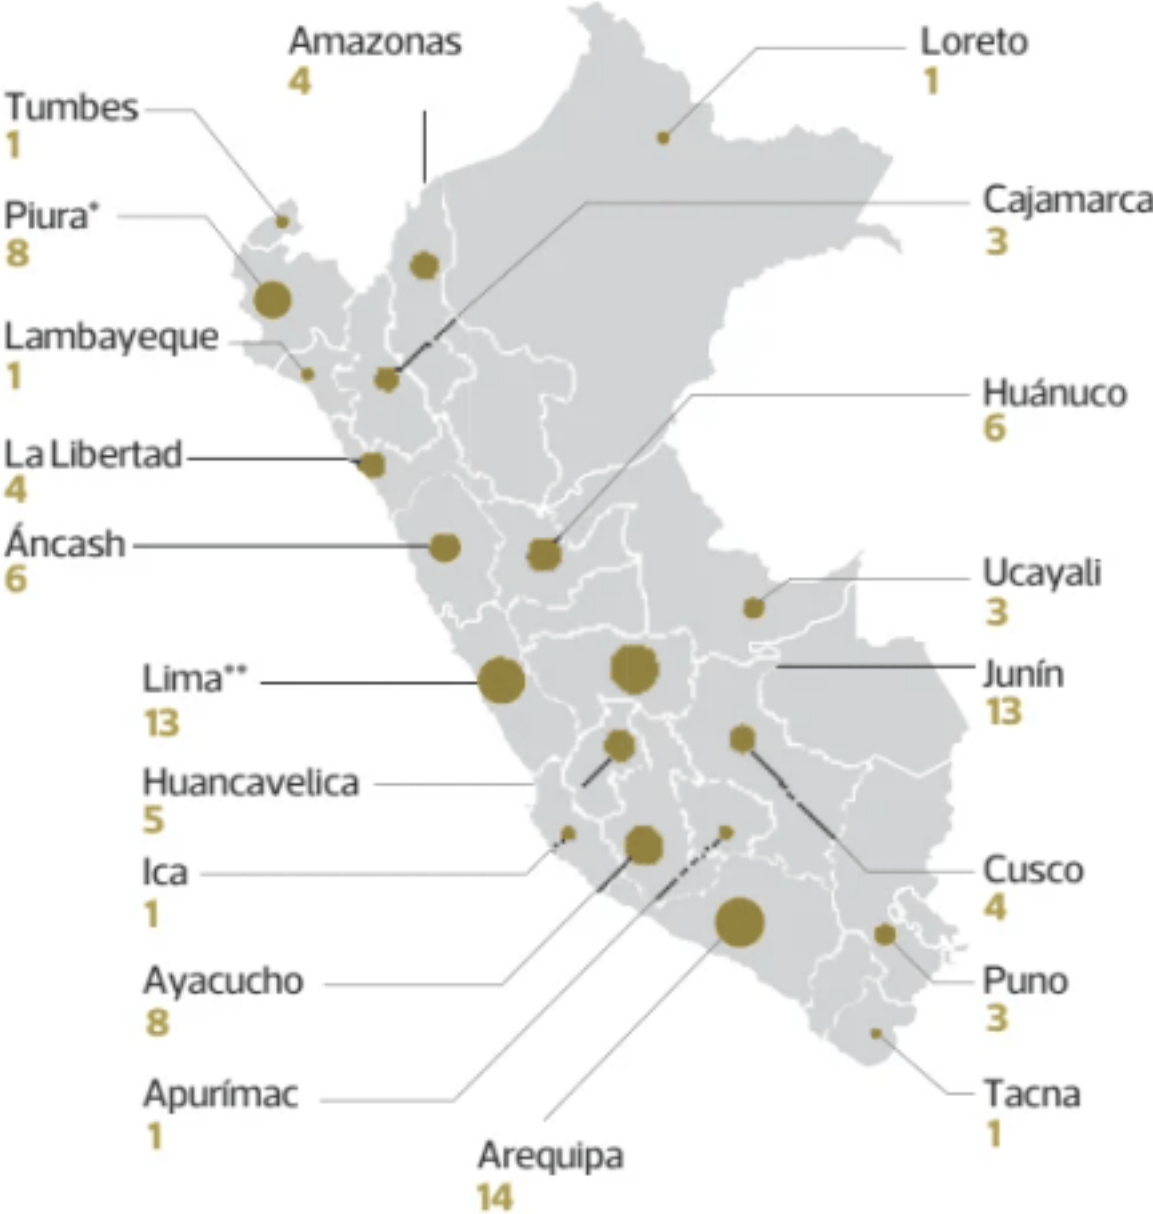 Amazonas
4
Loreto
1
Tumbes
1
Piura*
8
Cajamarca
3
Lambayeque
1
Huánuco
6
La Libertad
4
Áncash
6
Ucayali
3
Lima**
13
Junín
13
Huancavelica
5
Ica
1
Cusco
4
Ayacucho
8
Puno
3
Apurímac
1
Tacna
1
Arequipa
14